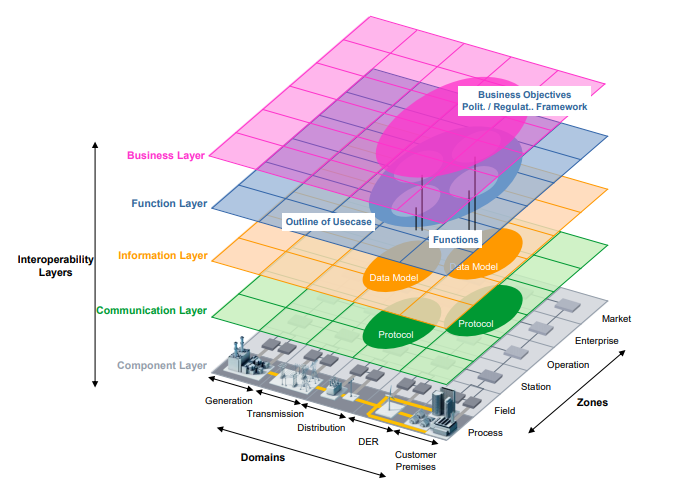 Business Objectives
Polit. / Regulat.. Framework
Business Layer
Function Layer
Outline of Usecase
Functions
Interoperability
Layers
Information Layer
Data Model
Data Model
Communication Layer
Protocol
Protocol
Component Layer
Market
Enterprise
Operation
Station
Field
Process
Zones
Generation
Transmission
Distribution
DER
Customer
Premises
Domains